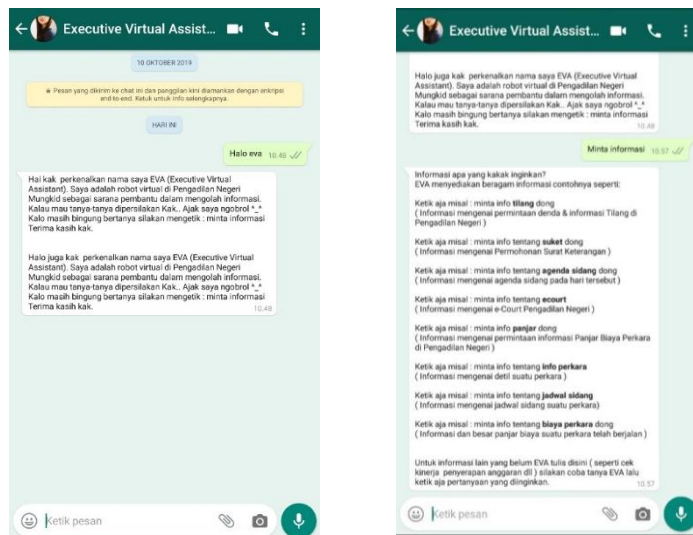 Executive Virtual Assist...
10 OKTOBER 2019
Pesan yang dikirim ke chat ini dan panggilan kini diamankan dengan enkripsi
end-to-end. Ketuk untuk info selengkapnya.
HARI INI
Halo eva 10.48
Hai kak perkenalkan nama saya EVA (Executive Virtual
Assistant). Saya adalah robot virtual di Pengadilan Negeri
Mungkid sebagai sarana pembantu dalam mengolah informasi.
Kalau mau tanya-tanya dipersilakan Kak.. Ajak saya ngobrol ^_^
Kalo masih bingung bertanya silakan mengetik : minta informasi
Terima kasih kak.
Halo juga kak perkenalkan nama saya EVA (Executive Virtual
Assistant). Saya adalah robot virtual di Pengadilan Negeri
Mungkid sebagai sarana pembantu dalam mengolah informasi.
Kalau mau tanya-tanya dipersilakan Kak.. Ajak saya ngobrol ^_^
Kalo masih bingung bertanya silakan mengetik : minta informasi
Terima kasih kak.
10.48
Ketik pesan
Executive Virtual Assist...
Halo juga kak perkenalkan nama saya EVA (Executive Virtual
Assistant). Saya adalah robot virtual di Pengadilan Negeri
Mungkid sebagai sarana pembantu dalam mengolah informasi.
Kalau mau tanya-tanya dipersilakan Kak.. Ajak saya ngobrol ^_^
Kalo masih bingung bertanya silakan mengetik : minta informasi
Terima kasih kak.
10.48
Minta informasi 10.57
Informasi apa yang kakak inginkan?
EVA menyediakan beragam informasi contohnya seperti:
Ketik aja misal : minta info tilang dong
( Informasi mengenai permintaan denda & informasi Tilang di
Pengadilan Negeri )
Ketik aja misal : minta info tentang suket dong
( Informasi mengenai Permohonan Surat Keterangan )
Ketik aja misal : minta info tentang agenda sidang dong
( Informasi mengenai agenda sidang pada hari tersebut )
Ketik aja misal : minta info tentang ecourt
( Informasi mengenai e-Court Pengadilan Negeri )
Ketik aja misal : minta info tentang panjar dong
( Informasi mengenai permintaan informasi Panjar Biaya Perkara
di Pengadilan Negeri )
Ketik aja misal : minta info tentang info perkara
( Informasi mengenai detil suatu perkara )
Ketik aja misal : minta info tentang jadwal sidang
( Informasi mengenai jadwal sidang suatu perkara)
Ketik aja misal : minta info tentang biaya perkara dong
( Informasi dan besar panjar biaya suatu perkara telah berjalan )
Untuk informasi lain yang belum EVA tulis disini ( seperti cek
kinerja penyerapan anggaran dll ) silakan coba tanya EVA lalu
ketik aja pertanyaan yang diinginkan.
10.57
Ketik pesan